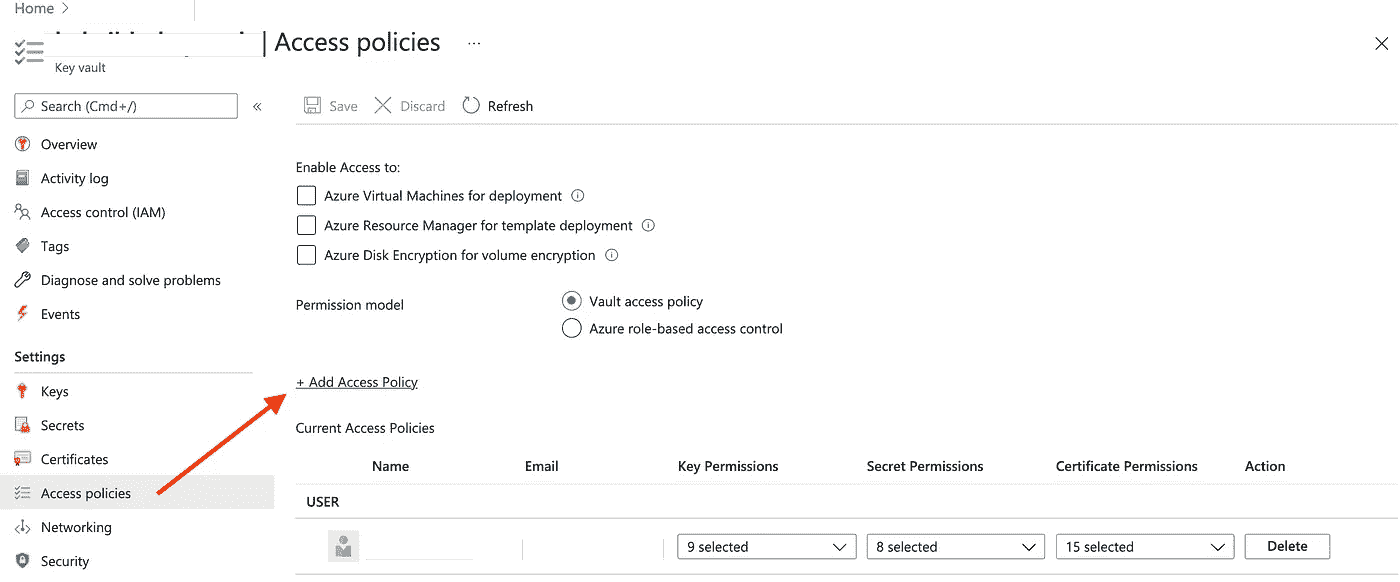 Home >
| Access policies ...
Key vault
Search (Cmd+/)
«
Save Discard Refresh
Overview
Activity log
Access control (IAM)
Tags
Diagnose and solve problems
Events
Settings
Keys
Secrets
Certificates
Access policies
Networking
Security
Enable Access to:
Azure Virtual Machines for deployment
Azure Resource Manager for template deployment
Azure Disk Encryption for volume encryption
Permission model
Vault access policy
Azure role-based access control
+ Add Access Policy
Current Access Policies
Name Email Key Permissions Secret Permissions Certificate Permissions Action
USER
9 selected 8 selected 15 selected Delete